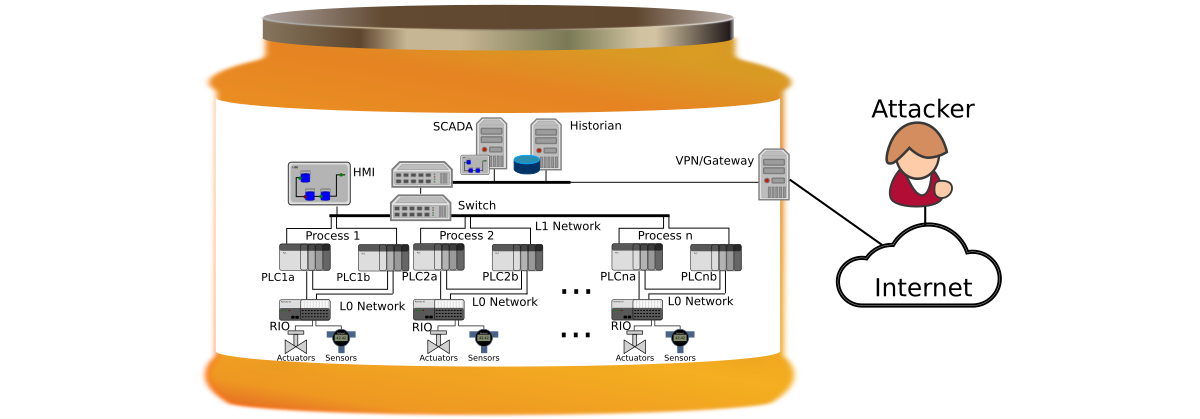 Attacker
SCADA
Historian
VPN/Gateway
HMI
Switch
L1 Network
Process 1
Process 2
Process n
PLC1a
PLC1b
PLC2a
PLC2b
PLCna
PLCnb
...
Internet
L0 Network
L0 Network
L0 Network
RIO
RIO
RIO
...
Actuators
Sensors
Actuators
Sensors
Actuators
Sensors